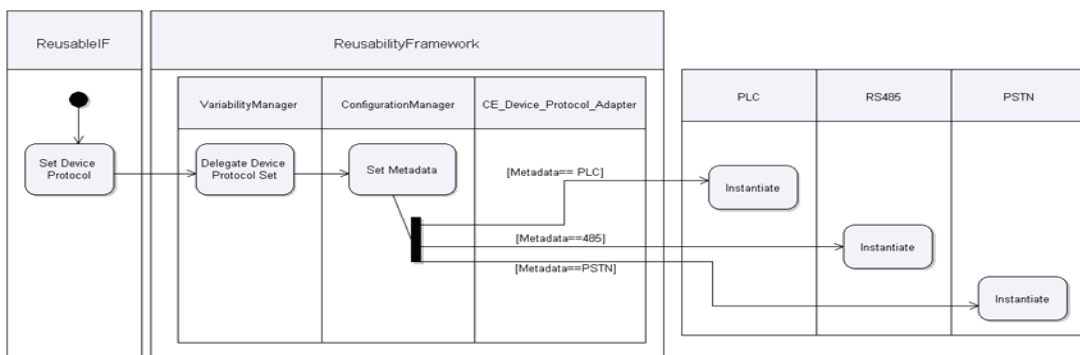 ReusableIF
ReusabilityFramework
VariabilityManager
ConfigurationManager
CE_Device_Protocol_Adapter
PLC
RS485
PSTN
Set Device
Protocol
Delegate Device
Protocol Set
Set Metadata
[Metadata== PLC]
Instantiate
[Metadata==485]
Instantiate
[Metadata==PSTN]
Instantiate